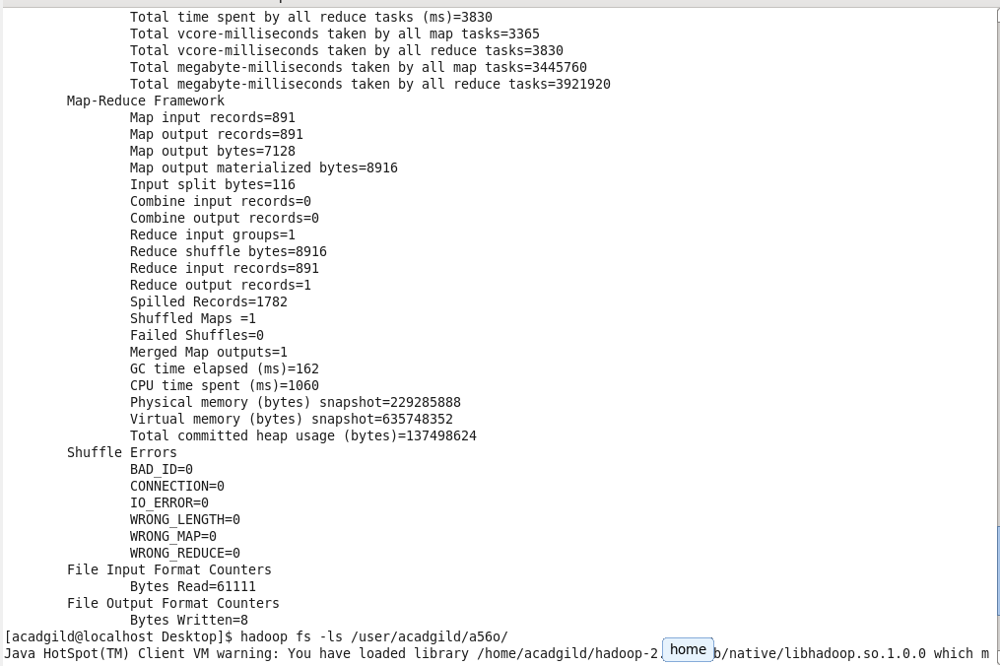 Total time spent by all reduce tasks (ms)=3830
Total vcore-milliseconds taken by all map tasks=3365
Total vcore-milliseconds taken by all reduce tasks=3830
Total megabyte-milliseconds taken by all map tasks=3445760
Total megabyte-milliseconds taken by all reduce tasks=3921920
Map-Reduce Framework
Map input records=891
Map output records=891
Map output bytes=7128
Map output materialized bytes=8916
Input split bytes=116
Combine input records=0
Combine output records=0
Reduce input groups=1
Reduce shuffle bytes=8916
Reduce input records=891
Reduce output records=1
Spilled Records=1782
Shuffled Maps =1
Failed Shuffles=0
Merged Map outputs=1
GC time elapsed (ms)=162
CPU time spent (ms)=1060
Physical memory (bytes) snapshot=229285888
Virtual memory (bytes) snapshot=635748352
Total committed heap usage (bytes)=137498624
Shuffle Errors
BAD_ID=0
CONNECTION=0
IO_ERROR=0
WRONG_LENGTH=0
WRONG_MAP=0
WRONG_REDUCE=0
File Input Format Counters
Bytes Read=61111
File Output Format Counters
Bytes Written=8
[acadgild@localhost Desktop]$ hadoop fs -ls /user/acadgild/a56o/
Java HotSpot(TM) Client VM warning: You have loaded library /home/acadgild/hadoop-2. home b/native/libhadoop.so.1.0.0 which m